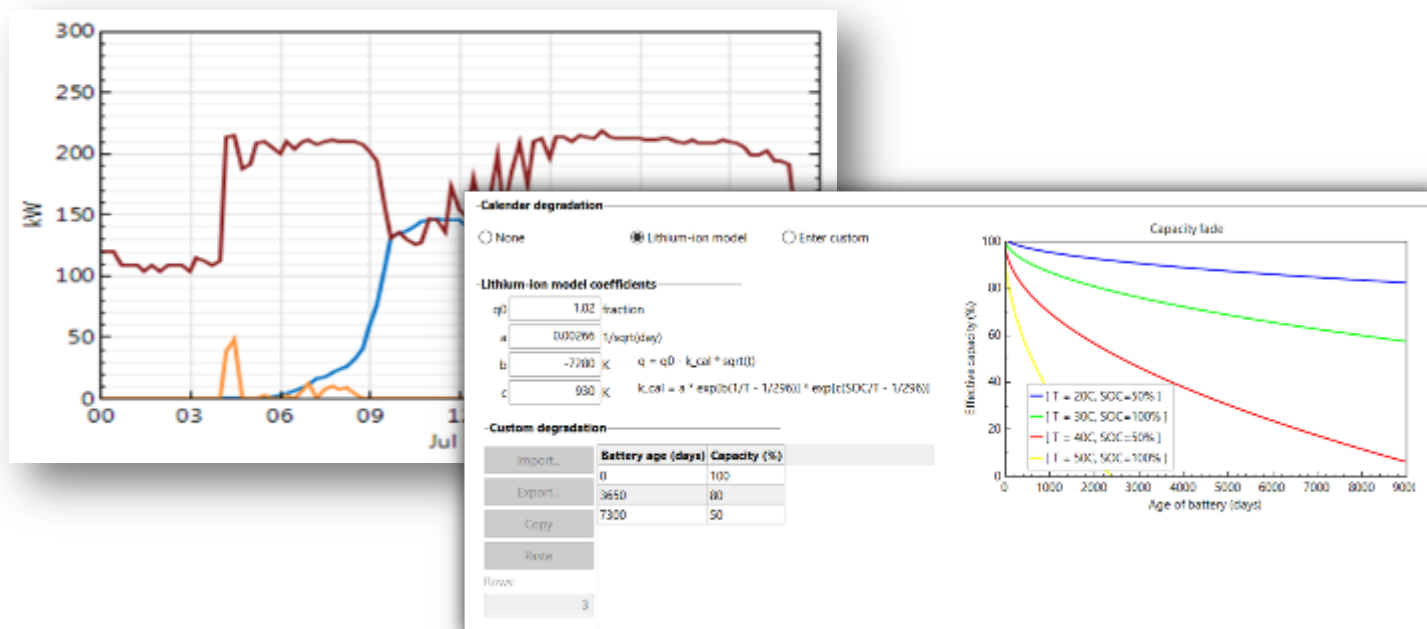 300
250
200
150
100
50
0
kW
00 03 06 09
Jul
Calendar degradation
None Lithium-ion model Enter custom
Lithium-ion model coefficients
q0 1.02 fraction
a 0.00266 1/sqrt(day)
b -7280 K q = q0 - k_cal * sqrt(t)
c 930 K k_cal = a * exp[b(1/T - 1/296)] * exp[c(SOC/T - 1/296)]
Custom degradation
Import...
Export...
Copy
Paste
Rows:
3
Battery age (days) Capacity (%)
0 100
3650 80
7300 50
Capacity fade
Effective capacity (%)
100
80
60
40
20
0
[ T = 20C, SOC=50% ]
[ T = 30C, SOC=100% ]
[ T = 40C, SOC=50% ]
[ T = 50C, SOC=100% ]
0 1000 2000 3000 4000 5000 6000 7000 8000
Age of battery (days)